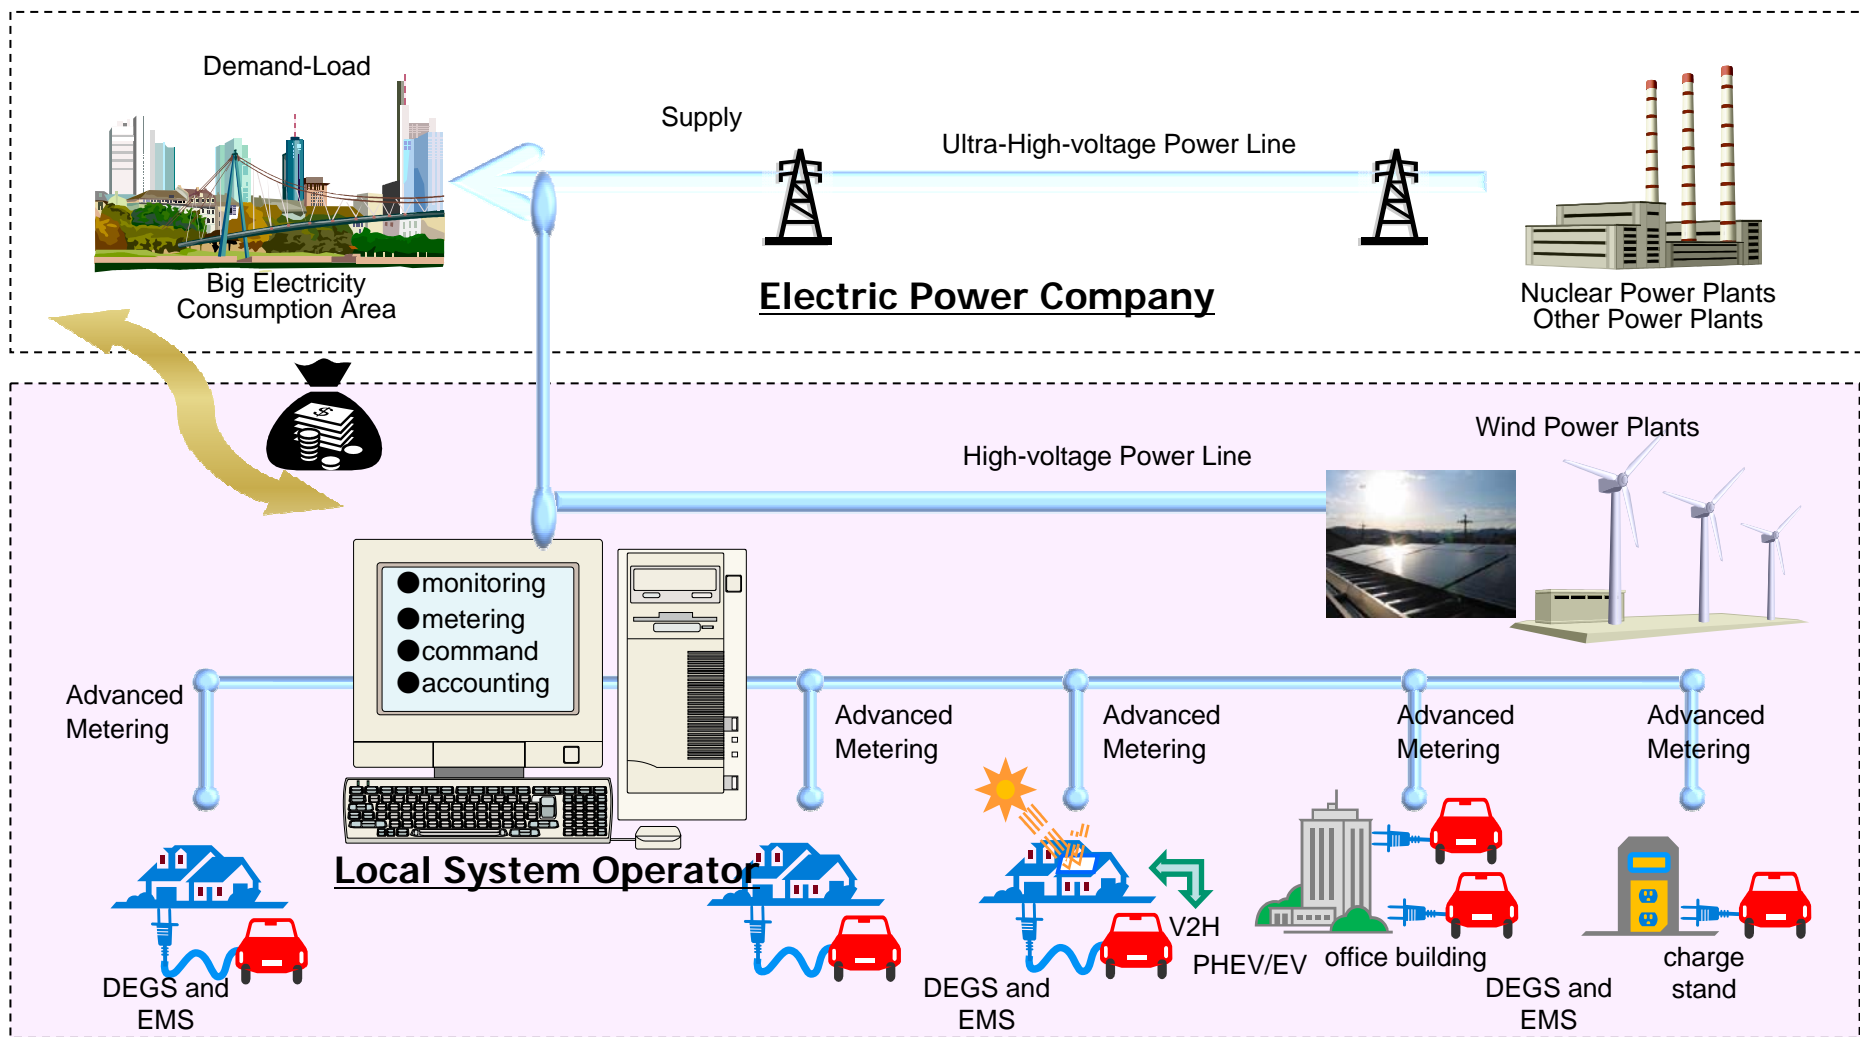 Demand-Load
Supply
Ultra-High-voltage Power Line
Big Electricity
Consumption Area
Electric Power Company
Nuclear Power Plants
Other Power Plants
$
Wind Power Plants
High-voltage Power Line
●monitoring
●metering
●command
●accounting
Advanced
Metering
Advanced
Metering
Advanced
Metering
Advanced
Metering
Advanced
Metering
Local System Operator
V2H
PHEV/EV
office building
charge
stand
DEGS and
EMS
DEGS and
EMS
DEGS and
EMS